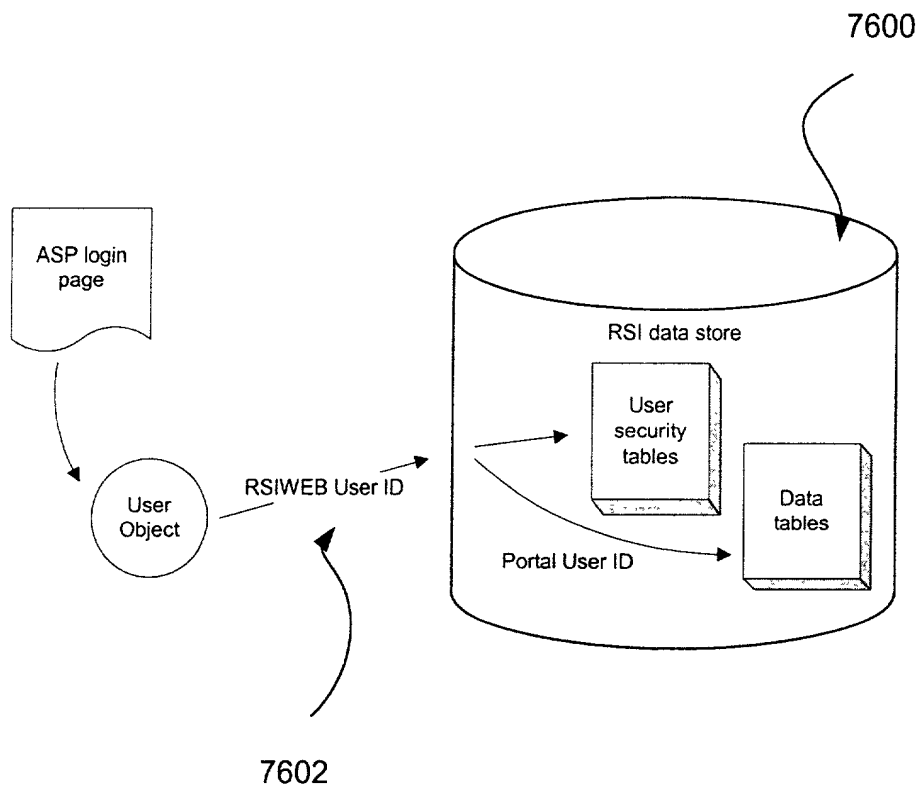 7600
ASP login
page
RSI data store
User
security
tables
RSIWEB User ID
User
Object
Data
tables
Portal User ID
7602